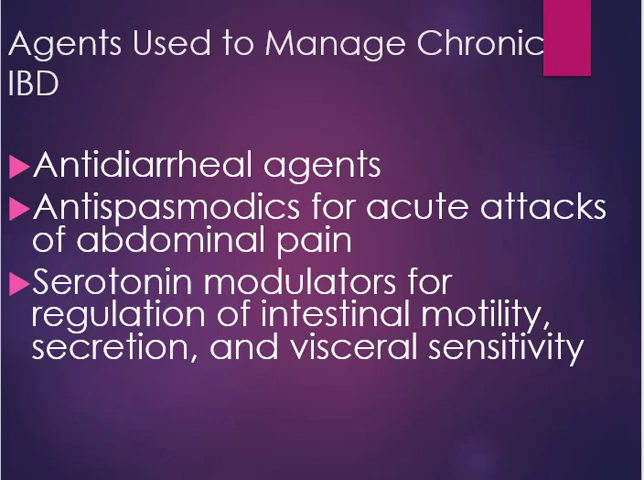 Agents Used to Manage Chronic
IBD
Antidiarrheal agents
Antispasmodics for acute attacks
of abdominal pain
Serotonin modulators for
regulation of intestinal motility,
secretion, and visceral sensitivity